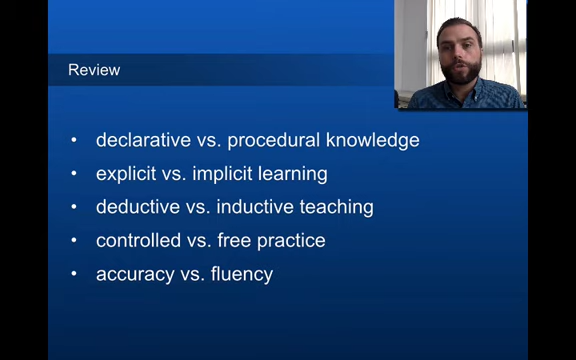 Review
• declarative vs. procedural knowledge
• explicit vs. implicit learning
• deductive vs. inductive teaching
• controlled vs. free practice
• accuracy vs. fluency